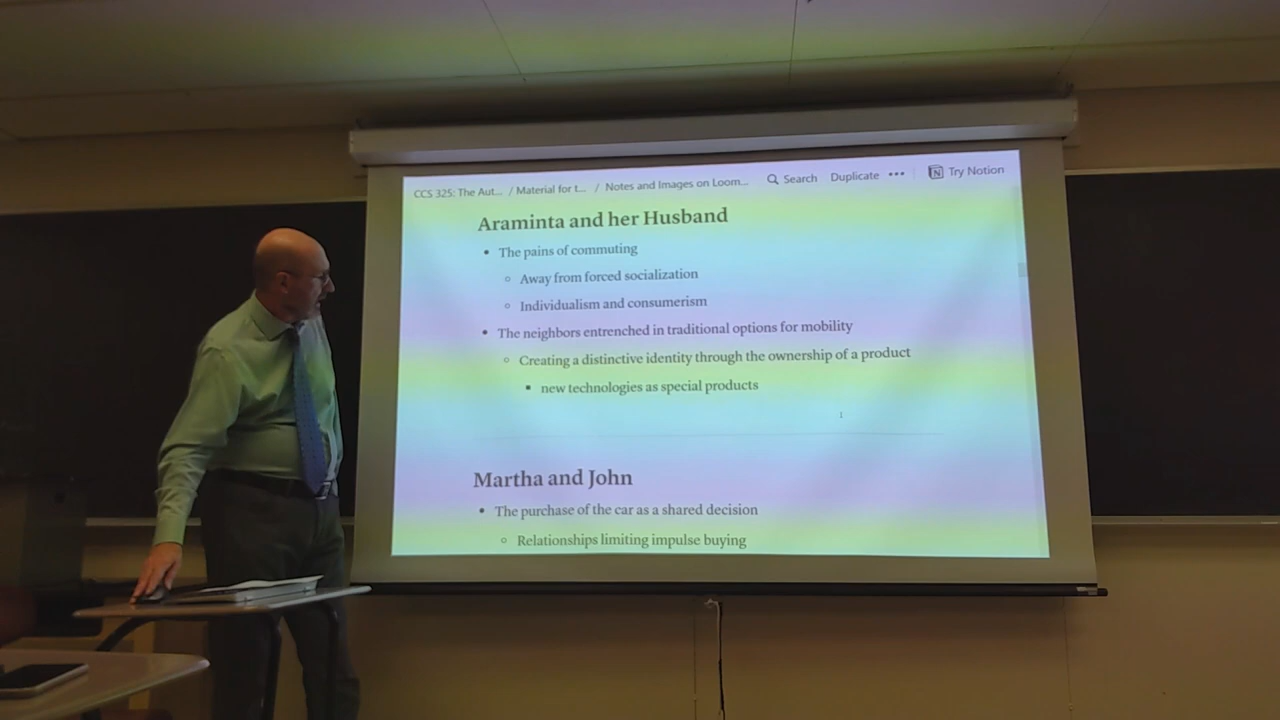 CCS 325: The Aut... / Material for t... / Notes and Images on Loom... Search Duplicate ••• N Try Notion
Araminta and her Husband
• The pains of commuting
◦ Away from forced socialization
◦ Individualism and consumerism
• The neighbors entrenched in traditional options for mobility
◦ Creating a distinctive identity through the ownership of a product
▪ new technologies as special products
Martha and John
• The purchase of the car as a shared decision
◦ Relationships limiting impulse buying